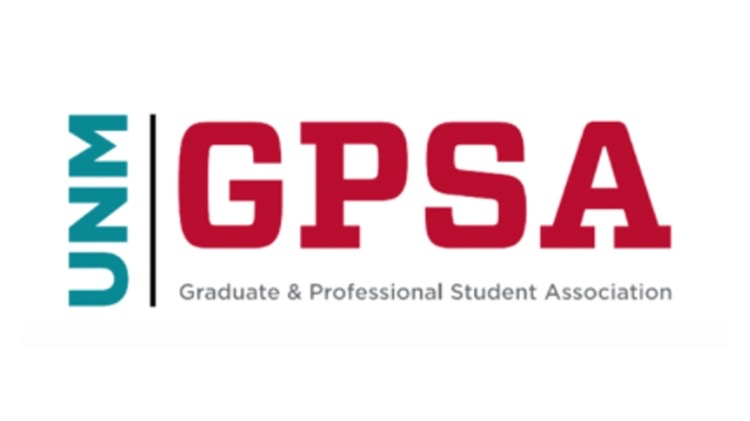 UNM
GPSA
Graduate & Professional Student Association